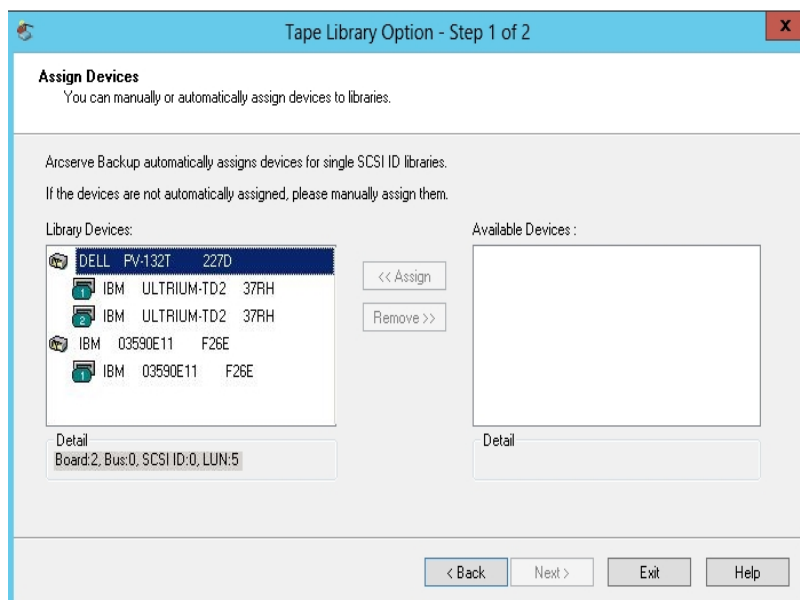 Tape Library Option - Step 1 of 2
x
Assign Devices
You can manually or automatically assign devices to libraries.
Arcserve Backup automatically assigns devices for single SCSI ID libraries.
If the devices are not automatically assigned, please manually assign them.
Library Devices:
Available Devices :
DELL PV-132T 227D
1 IBM ULTRIUM-TD2 37RH
2 IBM ULTRIUM-TD2 37RH
IBM 03590E11 F26E
1 IBM 03590E11 F26E
<< Assign
Remove >>
Detail
Board:2, Bus:0, SCSI ID:0, LUN:5
Detail
< Back
Next >
Exit
Help